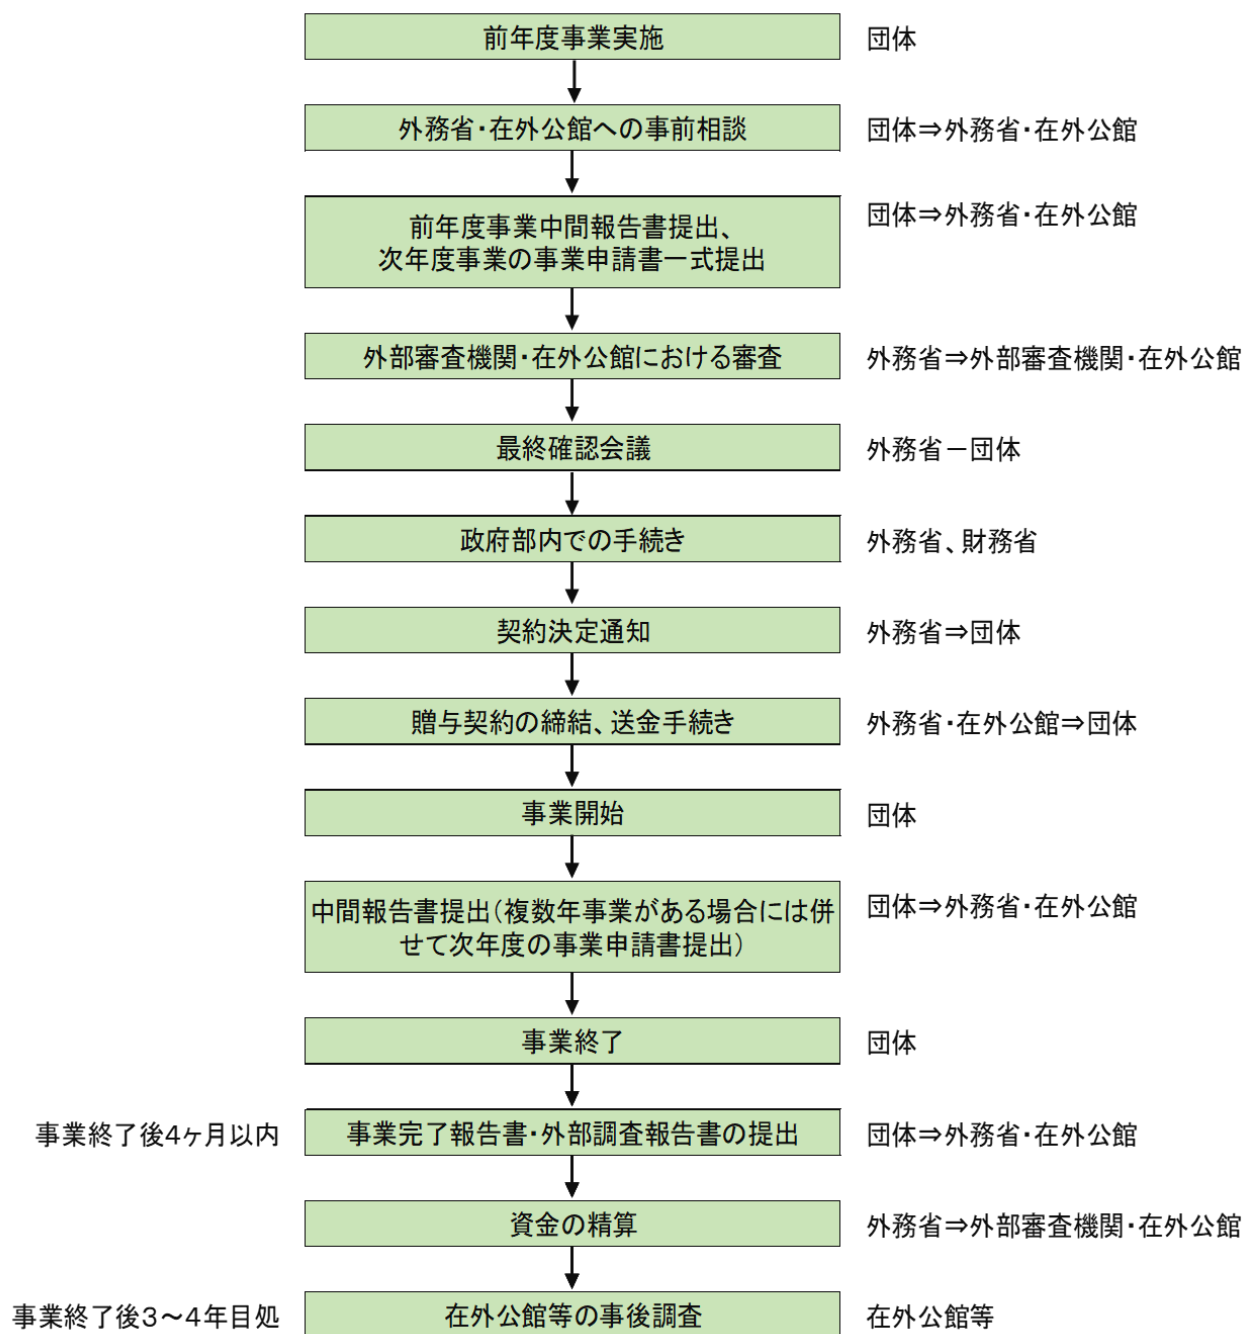 前年度事業実施
団体
外務省・在外公館への事前相談
団体⇒外務省・在外公館
前年度事業中間報告書提出、
次年度事業の事業申請書一式提出
団体⇒外務省・在外公館
外部審査機関・在外公館における審査
外務省⇒外部審査機関・在外公館
最終確認会議
外務省－団体
政府部内での手続き
外務省、財務省
契約決定通知
外務省⇒団体
贈与契約の締結、送金手続き
外務省・在外公館⇒団体
事業開始
団体
中間報告書提出（複数年事業がある場合には併
せて次年度の事業申請書提出）
団体⇒外務省・在外公館
事業終了
団体
事業終了後4ヶ月以内
事業完了報告書・外部調査報告書の提出
団体⇒外務省・在外公館
資金の精算
外務省⇒外部審査機関・在外公館
事業終了後3～4年目処
在外公館等の事後調査
在外公館等